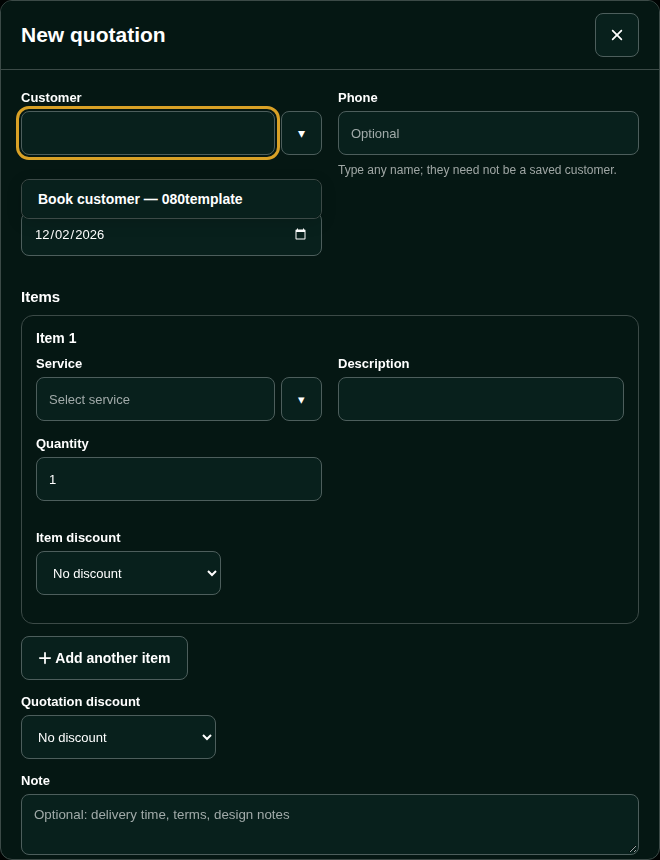 New quotation
Customer
Phone
Optional
Type any name; they need not be a saved customer.
Book customer — 080template
12/02/2026
Items
Item 1
Service
Description
Select service
Quantity
1
Item discount
No discount
Add another item
Quotation discount
No discount
Note
Optional: delivery time, terms, design notes